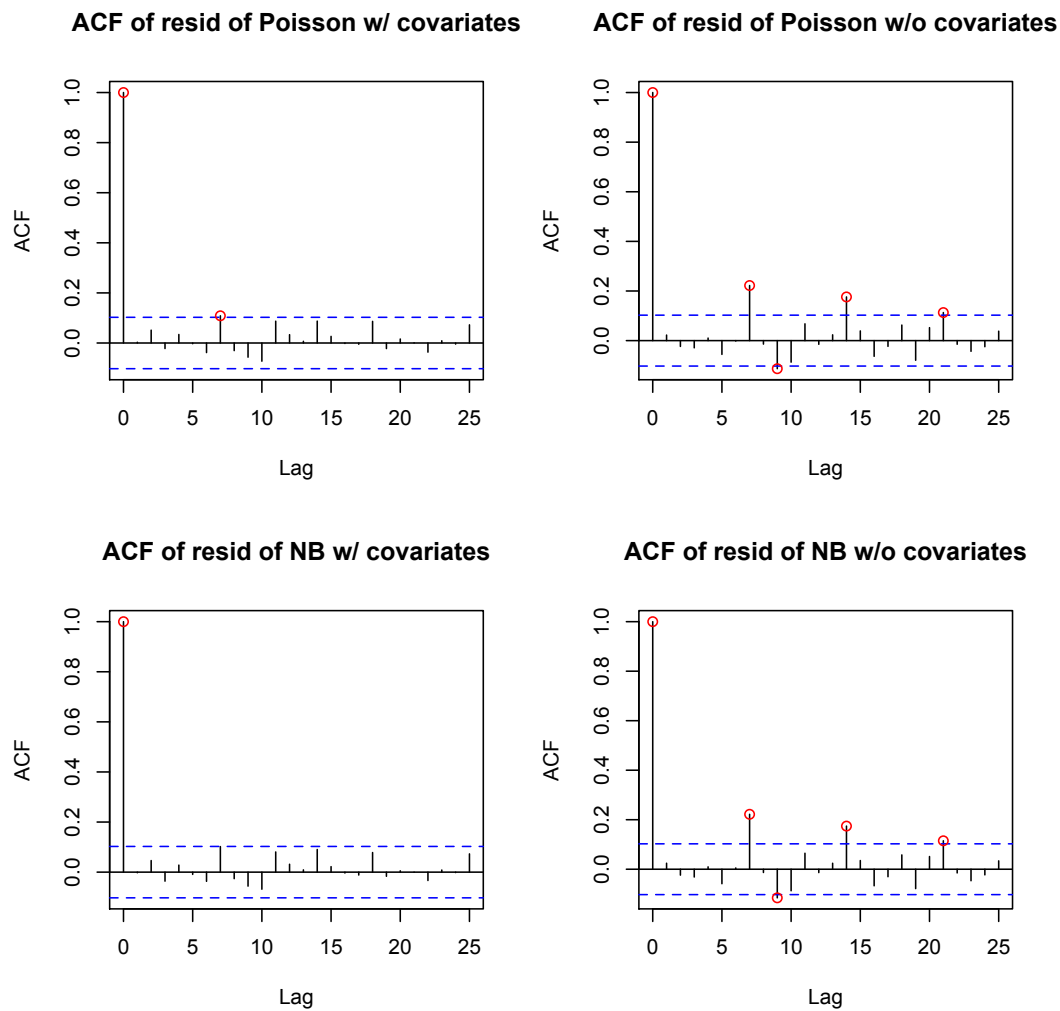 ACF of resid of Poisson w/ covariates
ACF
1.0
0.8
0.6
0.4
0.2
0.0
0 5 10 15 20 25
Lag
ACF of resid of Poisson w/o covariates
ACF
1.0
0.8
0.6
0.4
0.2
0.0
0 5 10 15 20 25
Lag
ACF of resid of NB w/ covariates
ACF
1.0
0.8
0.6
0.4
0.2
0.0
0 5 10 15 20 25
Lag
ACF of resid of NB w/o covariates
ACF
1.0
0.8
0.6
0.4
0.2
0.0
0 5 10 15 20 25
Lag